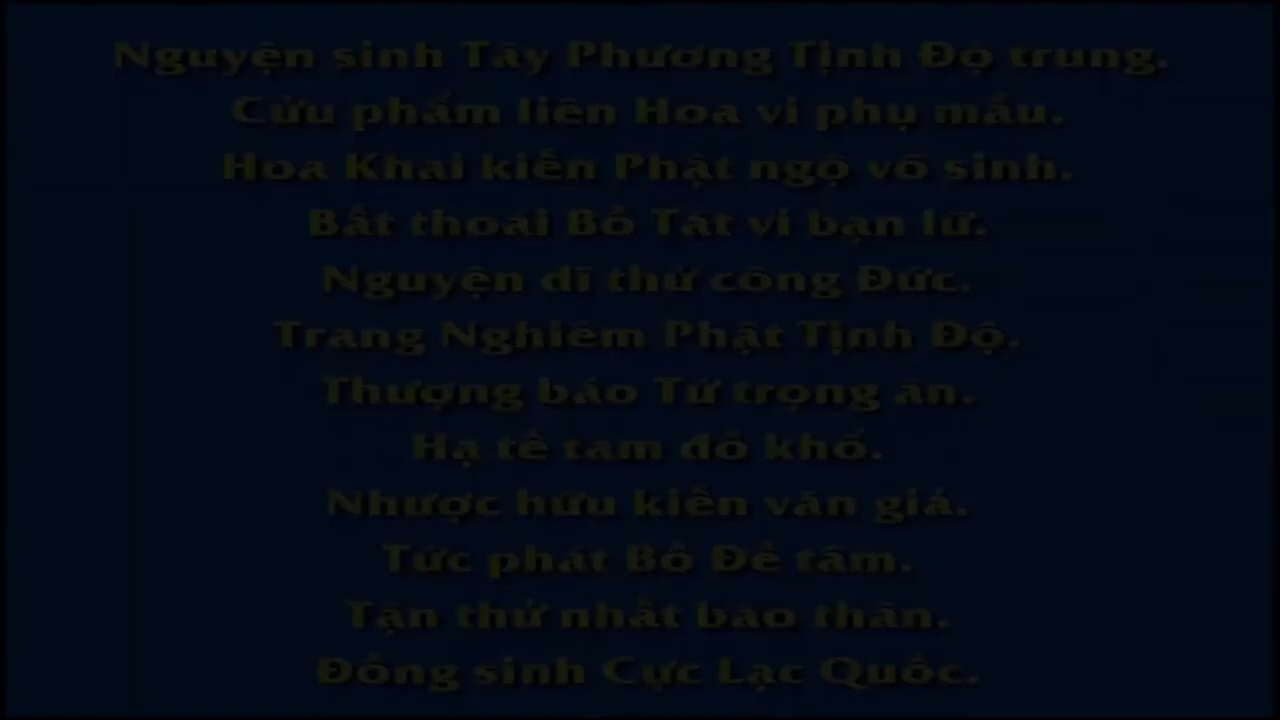 Nguyện sinh Tây Phương Tịnh Độ trung.
Cửu phẩm liên Hoa vi phụ mẫu.
Hoa Khai kiến Phật ngộ vô sinh.
Bất thoái Bồ Tát vi bạn lữ.
Nguyện dĩ thử công Đức.
Trang Nghiêm Phật Tịnh Độ.
Thượng báo Tứ trọng ân.
Hạ tế tam đồ khổ.
Nhược hữu kiến văn giả.
Tức phát Bồ Đề tâm.
Tận thử nhất báo thân.
Đồng sinh Cực Lạc Quốc.